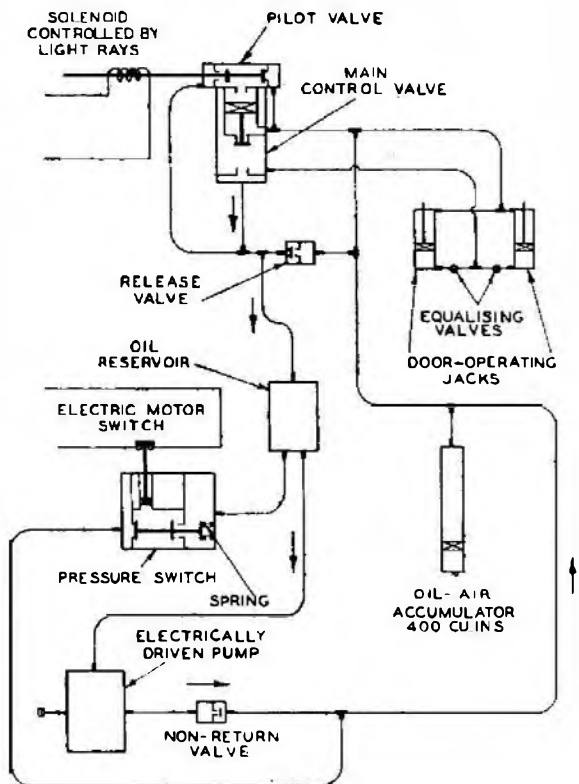 SOLENOID
CONTROLLED BY
LIGHT RAYS
PILOT VALVE
MAIN
CONTROL VALVE
RELEASE
VALVE
EQUALISING
VALVES
DOOR-OPERATING
JACKS
OIL
RESERVOIR
ELECTRIC MOTOR
SWITCH
PRESSURE SWITCH
SPRING
OIL-AIR
ACCUMULATOR
400 CU.INS
ELECTRICALLY
DRIVEN PUMP
NON-RETURN
VALVE